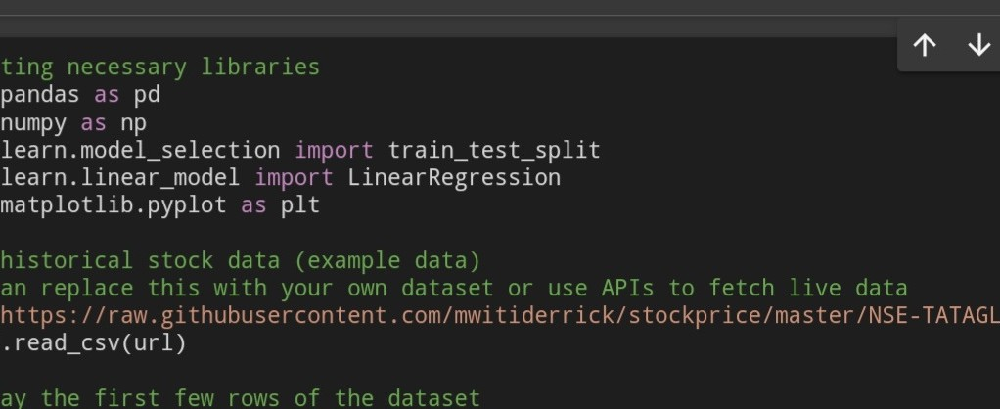 ting necessary libraries
pandas as pd
numpy as np
learn.model_selection import train_test_split
learn.linear_model import LinearRegression
matplotlib.pyplot as plt
historical stock data (example data)
an replace this with your own dataset or use APIs to fetch live data
https://raw.githubusercontent.com/mwitiderrick/stockprice/master/NSE-TATAGL
.read_csv(url)
ay the first few rows of the dataset